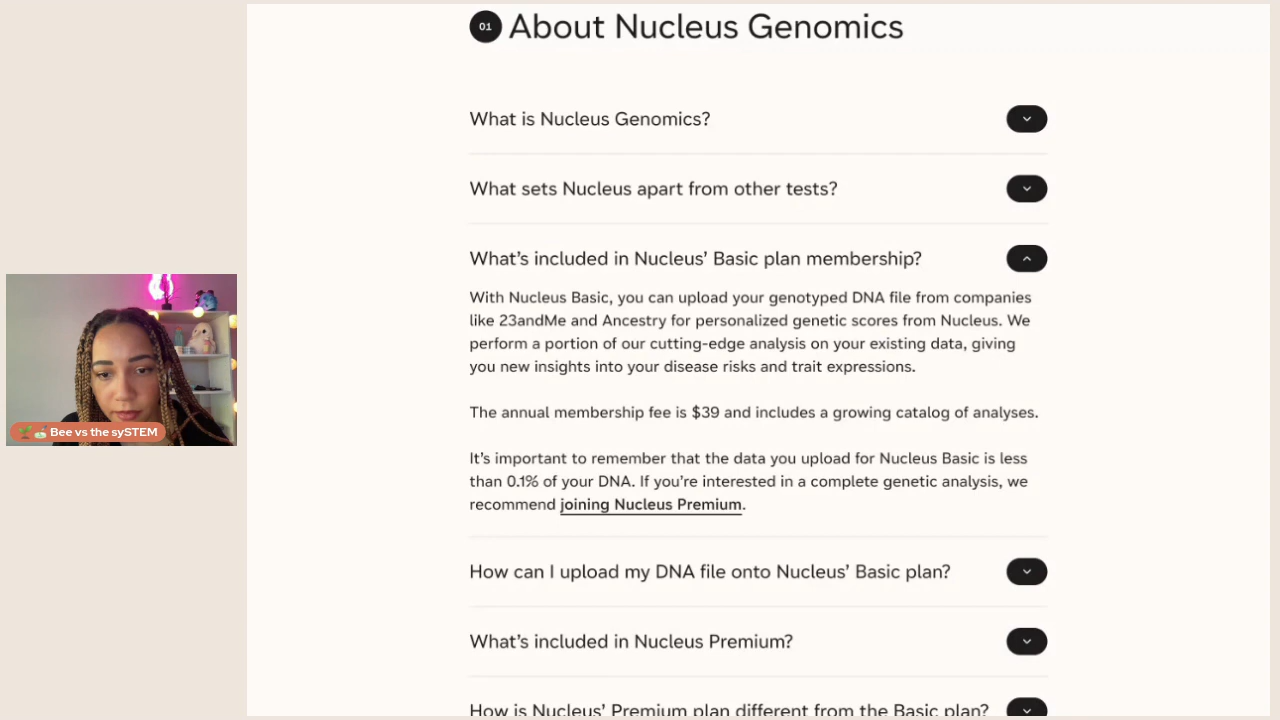 01 About Nucleus Genomics
What is Nucleus Genomics?
What sets Nucleus apart from other tests?
What's included in Nucleus' Basic plan membership?
With Nucleus Basic, you can upload your genotyped DNA file from companies
like 23andMe and Ancestry for personalized genetic scores from Nucleus. We
perform a portion of our cutting-edge analysis on your existing data, giving
you new insights into your disease risks and trait expressions.
The annual membership fee is $39 and includes a growing catalog of analyses.
It's important to remember that the data you upload for Nucleus Basic is less
than 0.1% of your DNA. If you're interested in a complete genetic analysis, we
recommend joining Nucleus Premium.
How can I upload my DNA file onto Nucleus' Basic plan?
What's included in Nucleus Premium?
How is Nucleus' Premium plan different from the Basic plan?
Bee vs the sySTEM